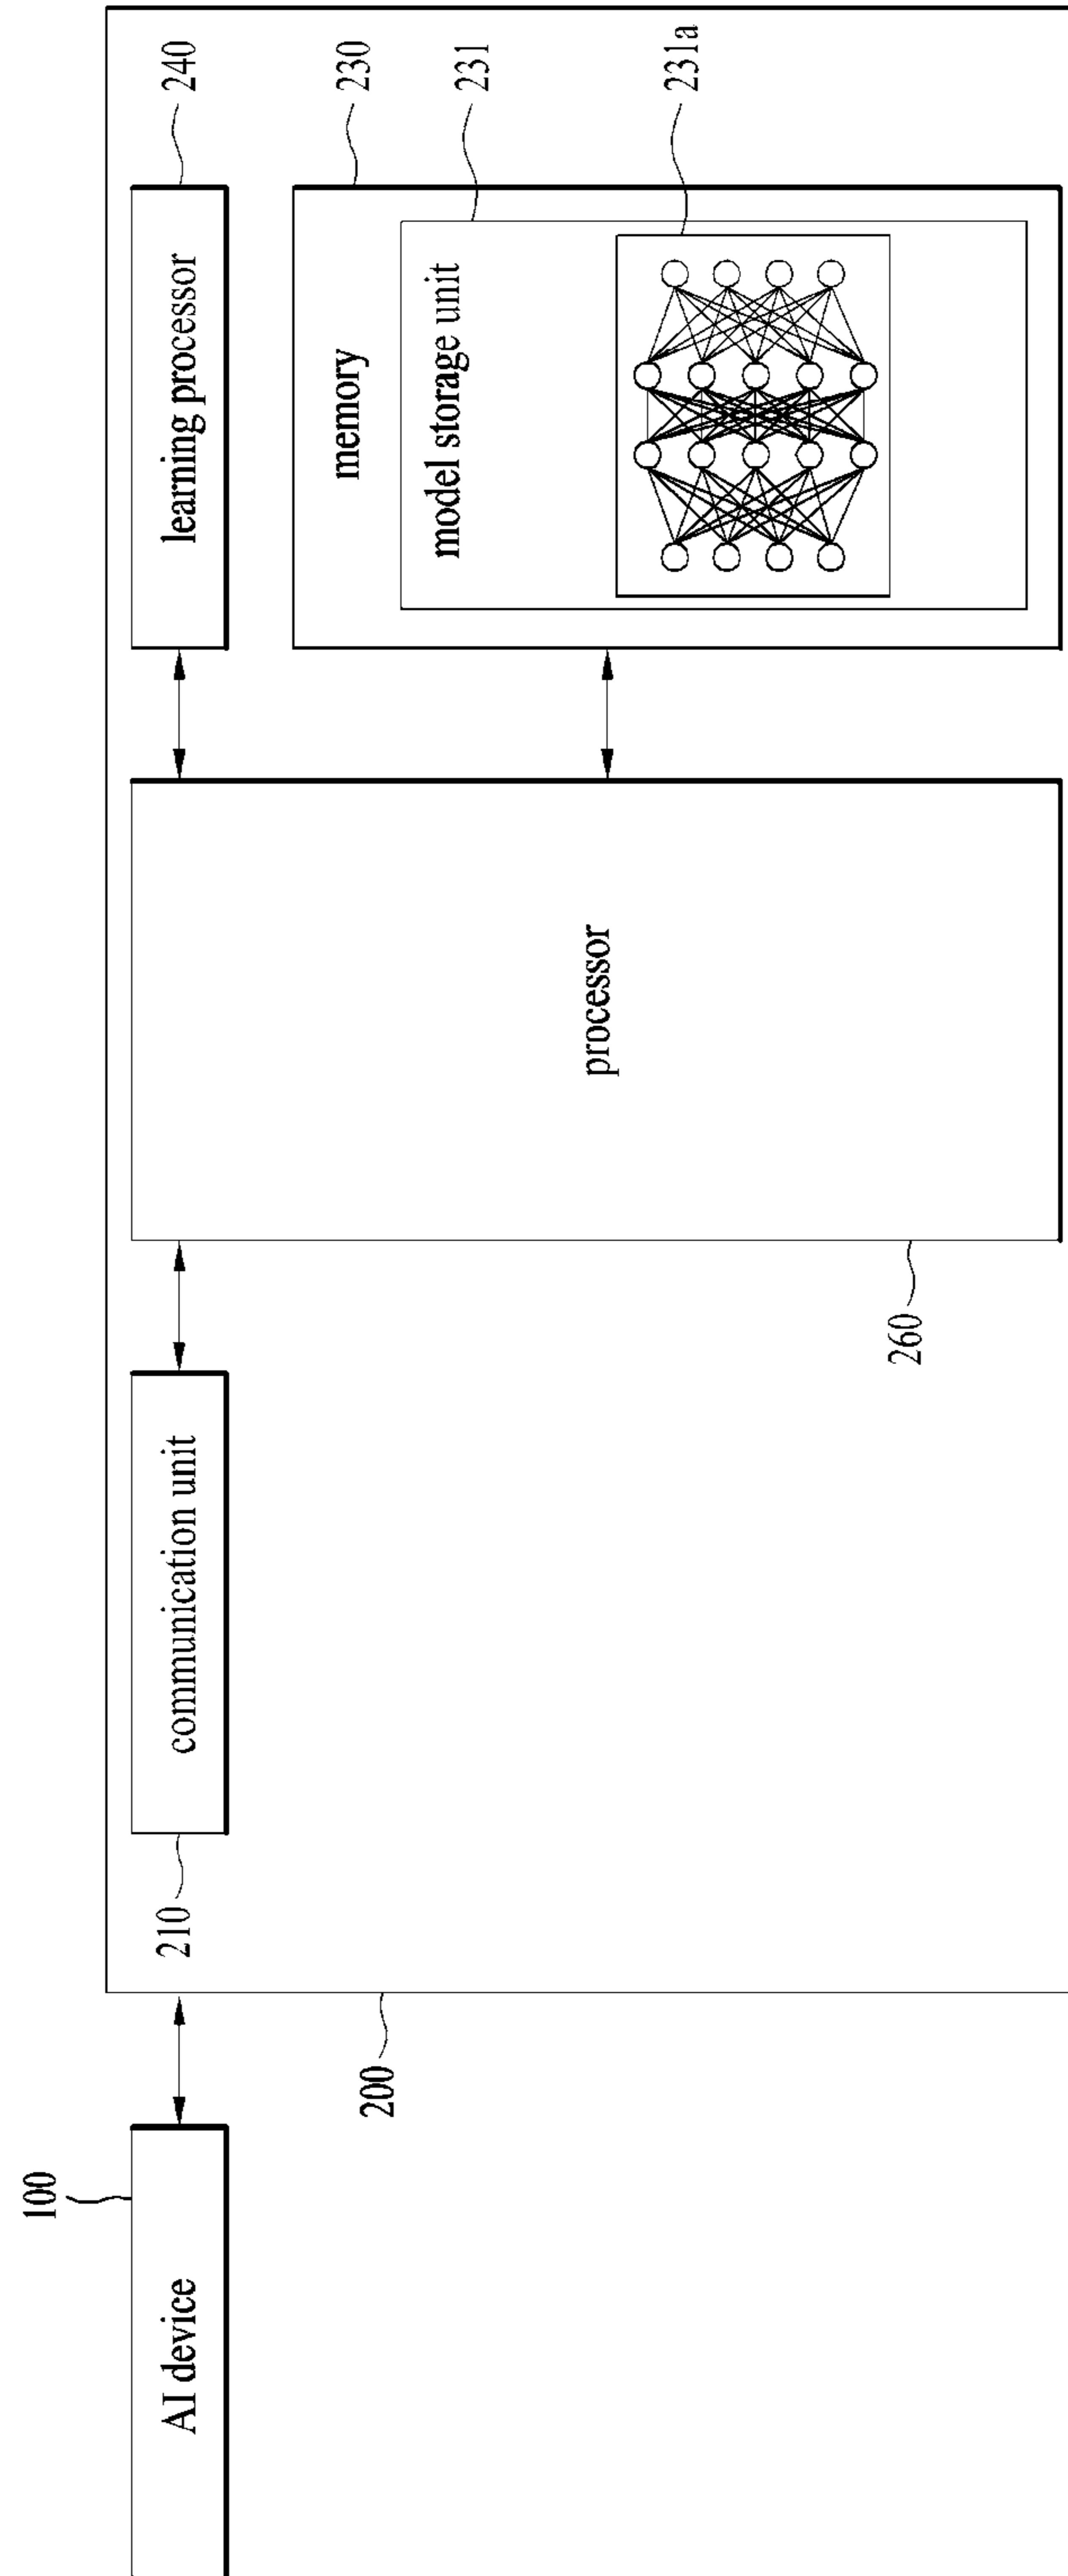 100
AI device
200
210
communication unit
260
processor
learning processor
240
memory
230
model storage unit
231
231a